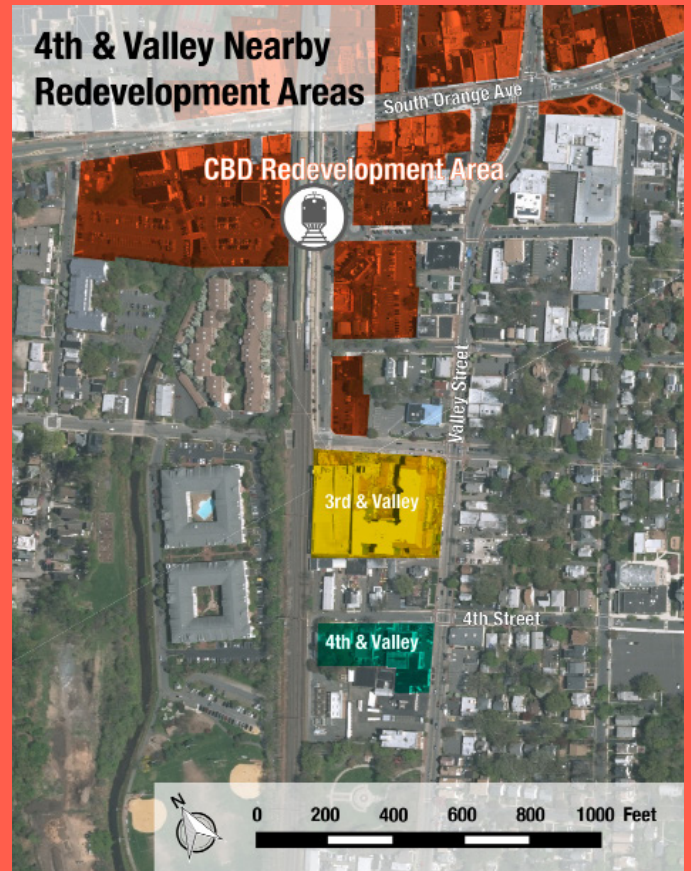 4th & Valley Nearby
Redevelopment Areas
South Orange Ave
CBD Redevelopment Area
Valley Street
3rd & Valley
4th Street
4th & Valley
N
0 200 400 600 800 1000 Feet